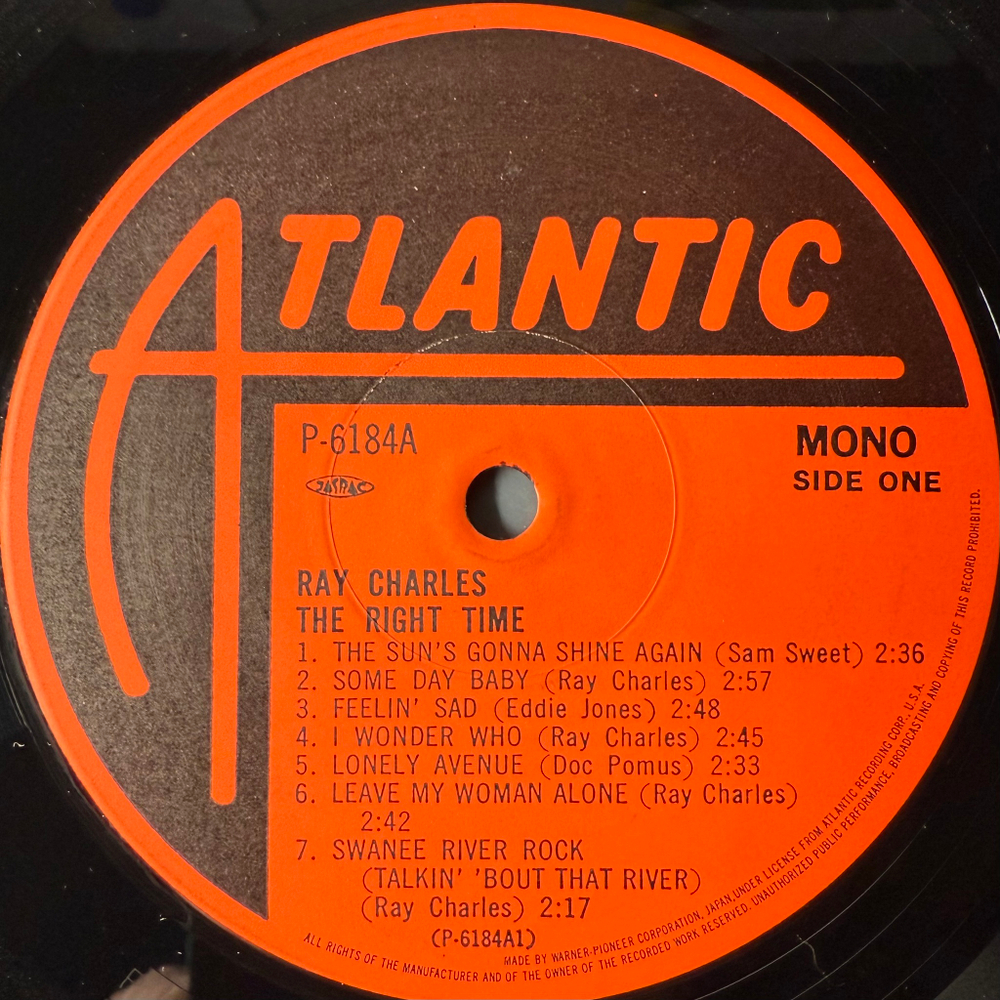 ATLANTIC
P-6184A
MONO
JASRAC
SIDE ONE
RAY CHARLES
THE RIGHT TIME
1. THE SUN'S GONNA SHINE AGAIN (Sam Sweet) 2:36
2. SOME DAY BABY (Ray Charles) 2:57
3. FEELIN' SAD (Eddie Jones) 2:48
4. I WONDER WHO (Ray Charles) 2:45
5. LONELY AVENUE (Doc Pomus) 2:33
6. LEAVE MY WOMAN ALONE (Ray Charles)
2:42
7. SWANEE RIVER ROCK
(TALKIN' 'BOUT THAT RIVER)
(Ray Charles) 2:17
(P-6184A1)
MADE BY WARNER-PIONEER CORPORATION, JAPAN, UNDER LICENSE FROM ATLANTIC RECORDING CORP., U.S.A.
ALL RIGHTS OF THE MANUFACTURER AND OF THE OWNER OF THE RECORDED WORK RESERVED. UNAUTHORIZED PUBLIC PERFORMANCE, BROADCASTING AND COPYING OF THIS RECORD PROHIBITED.